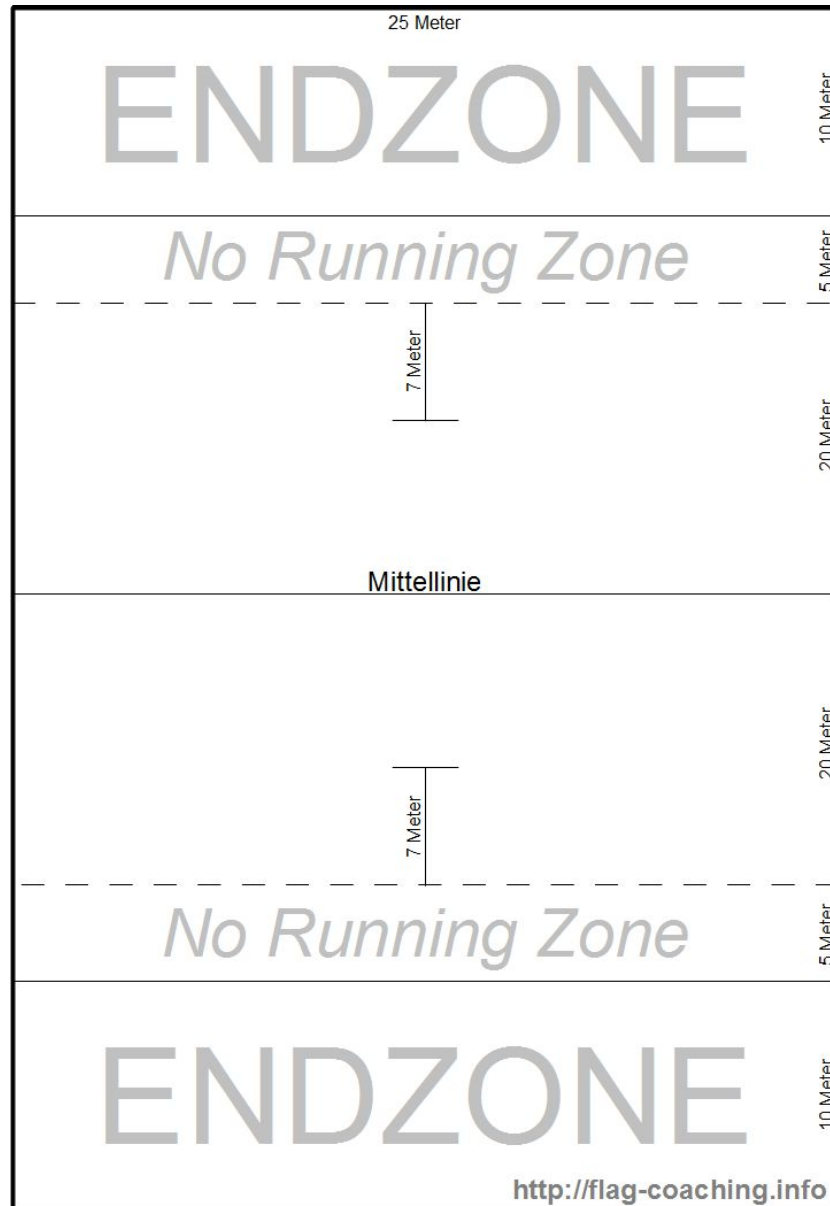 25 Meter
ENDZONE
10 Meter
No Running Zone
5 Meter
7 Meter
20 Meter
Mittellinie
20 Meter
7 Meter
No Running Zone
5 Meter
ENDZONE
10 Meter
http://flag-coaching.info